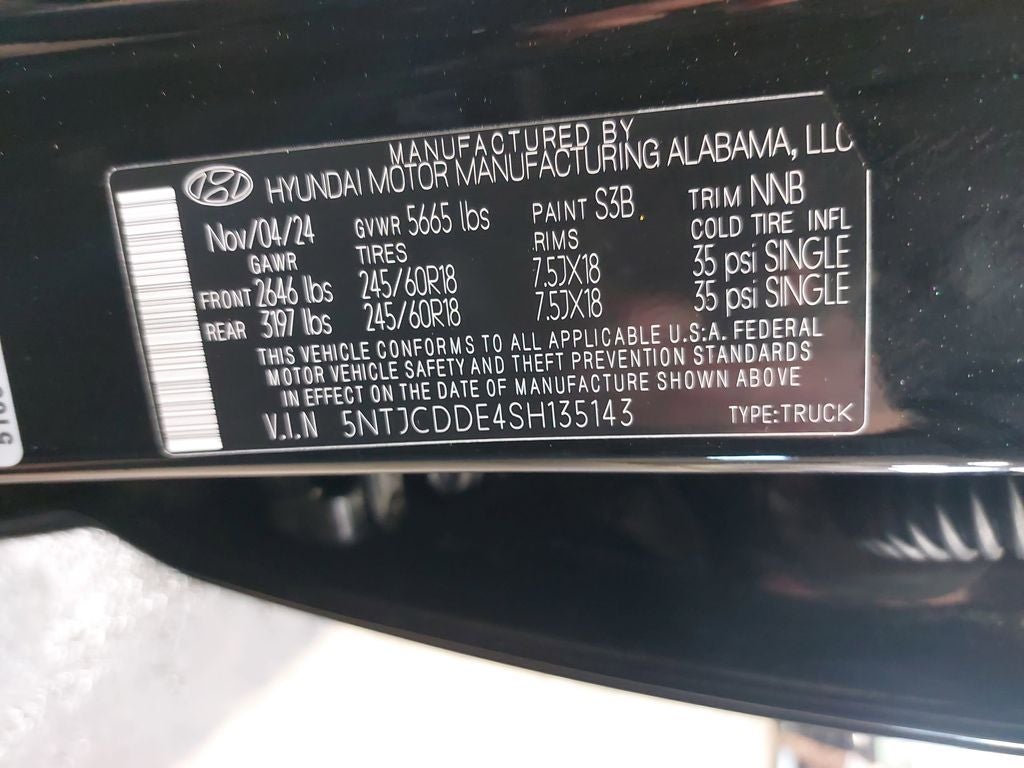 MANUFACTURED BY
HYUNDAI MOTOR MANUFACTURING ALABAMA, LLC
Nov/04/24 GVWR 5665 lbs PAINT S3B TRIM NNB
GAWR TIRES RIMS COLD TIRE INFL
FRONT 2646 lbs 245/60R18 7.5JX18 35 psi SINGLE
REAR 3197 lbs 245/60R18 7.5JX18 35 psi SINGLE
THIS VEHICLE CONFORMS TO ALL APPLICABLE U.S.A. FEDERAL
MOTOR VEHICLE SAFETY AND THEFT PREVENTION STANDARDS
IN EFFECT ON THE DATE OF MANUFACTURE SHOWN ABOVE
V.I.N 5NTJCDDE4SH135143 TYPE:TRUCK